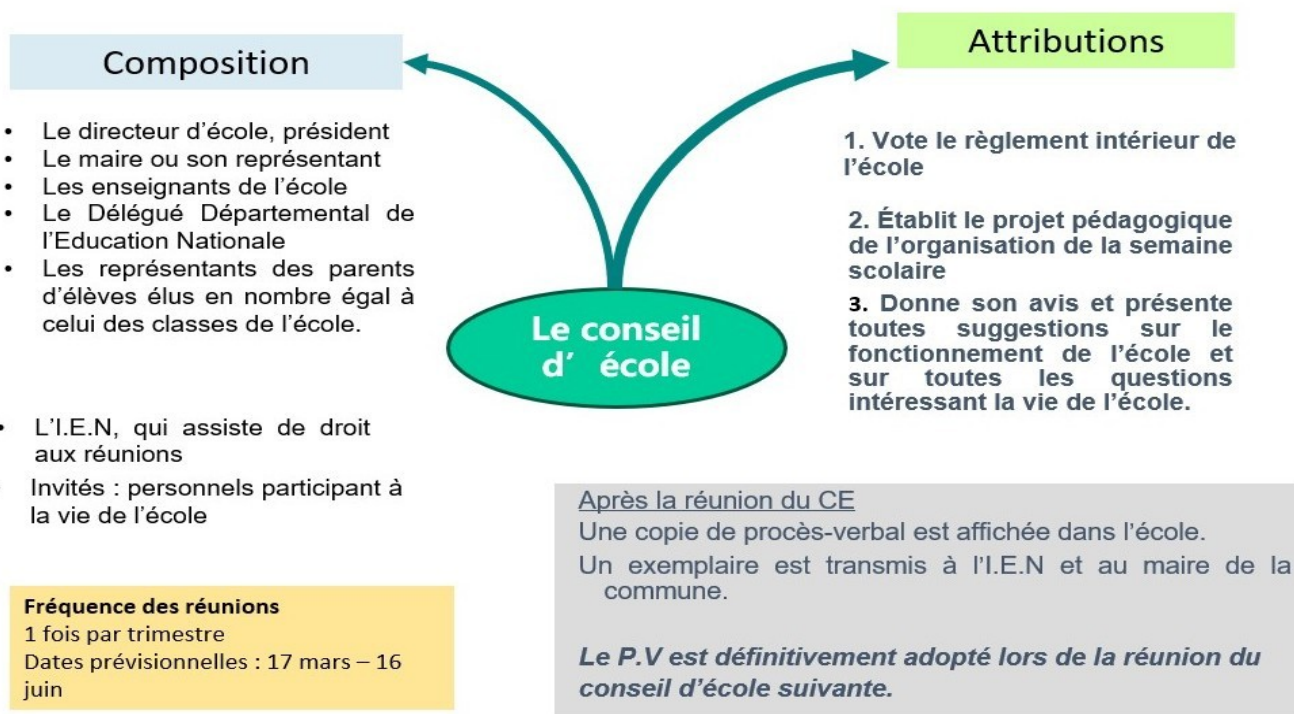 Composition
• Le directeur d'école, président
• Le maire ou son représentant
• Les enseignants de l'école
• Le Délégué Départemental de
l'Education Nationale
• Les représentants des parents
d'élèves élus en nombre égal à
celui des classes de l'école.
• L'I.E.N, qui assiste de droit
aux réunions
Invités : personnels participant à
la vie de l'école
Fréquence des réunions
1 fois par trimestre
Dates prévisionnelles : 17 mars – 16
juin
Le conseil
d' école
Attributions
1. Vote le règlement intérieur de
l'école
2. Établit le projet pédagogique
de l'organisation de la semaine
scolaire
3. Donne son avis et présente
toutes suggestions sur le
fonctionnement de l'école et
sur toutes les questions
intéressant la vie de l'école.
Après la réunion du CE
Une copie de procès-verbal est affichée dans l'école.
Un exemplaire est transmis à l'I.E.N et au maire de la
commune.
Le P.V est définitivement adopté lors de la réunion du
conseil d'école suivante.